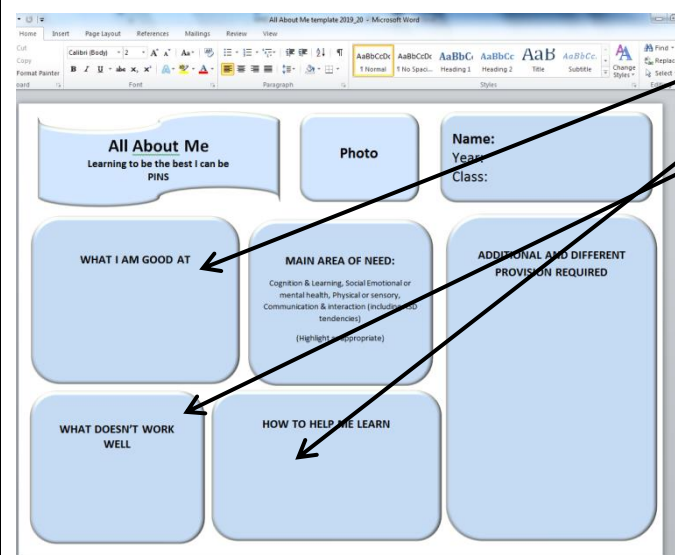 All About Me template 2019_20 - Microsoft Word
Home Insert Page Layout References Mailings Review View
Cut
Copy
Format Painter
Calibri (Body) 2
Find
Replac
Select
AaBbCcDc AaBbCcDc AaBbC AaBbCc AaB AaBbCc.
¶ Normal ¶ No Spaci... Heading 1 Heading 2 Title Subtitle
Change
Styles
Font Paragraph Styles
All About Me
Learning to be the best I can be
PINS
Photo
Name:
Year:
Class:
WHAT I AM GOOD AT
MAIN AREA OF NEED:
Cognition & Learning, Social Emotional or
mental health, Physical or sensory,
Communication & interaction (including ASD
tendencies)
(Highlight as appropriate)
ADDITIONAL AND DIFFERENT
PROVISION REQUIRED
WHAT DOESN'T WORK
WELL
HOW TO HELP ME LEARN